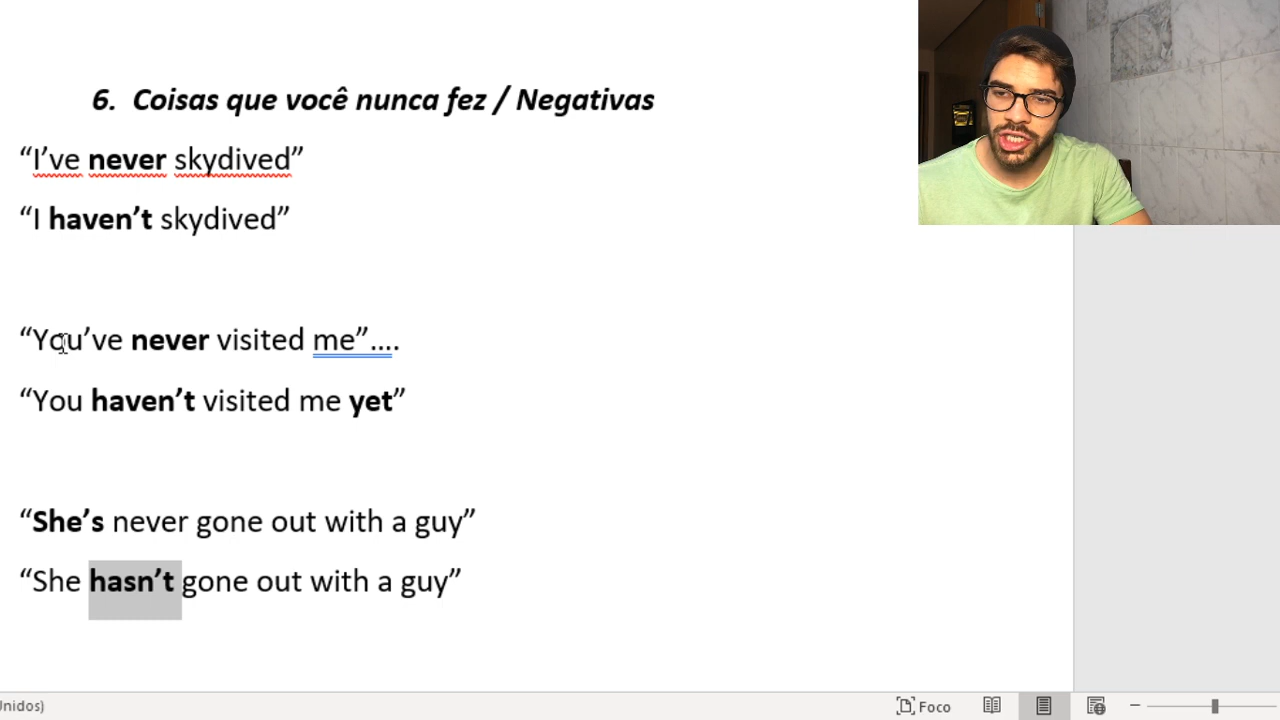 6. Coisas que você nunca fez / Negativas
“I’ve never skydived”
“I haven’t skydived”
“You’ve never visited me”....
“You haven’t visited me yet”
“She’s never gone out with a guy”
“She hasn’t gone out with a guy”
Unidos)
Foco